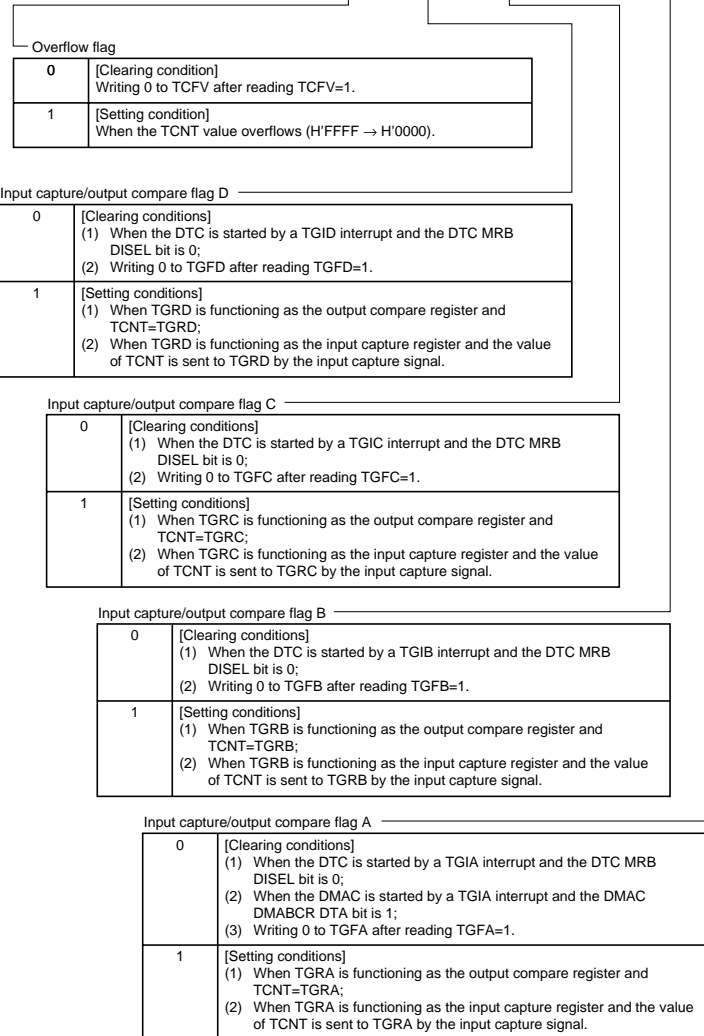 Overflow flag
0 [Clearing condition]
Writing 0 to TCFV after reading TCFV=1.
1 [Setting condition]
When the TCNT value overflows (H'FFFF → H'0000).
Input capture/output compare flag D
0 [Clearing conditions]
(1) When the DTC is started by a TGID interrupt and the DTC MRB
DISEL bit is 0;
(2) Writing 0 to TGFD after reading TGFD=1.
1 [Setting conditions]
(1) When TGRD is functioning as the output compare register and
TCNT=TGRD;
(2) When TGRD is functioning as the input capture register and the value
of TCNT is sent to TGRD by the input capture signal.
Input capture/output compare flag C
0 [Clearing conditions]
(1) When the DTC is started by a TGIC interrupt and the DTC MRB
DISEL bit is 0;
(2) Writing 0 to TGFC after reading TGFC=1.
1 [Setting conditions]
(1) When TGRC is functioning as the output compare register and
TCNT=TGRC;
(2) When TGRC is functioning as the input capture register and the value
of TCNT is sent to TGRC by the input capture signal.
Input capture/output compare flag B
0 [Clearing conditions]
(1) When the DTC is started by a TGIB interrupt and the DTC MRB
DISEL bit is 0;
(2) Writing 0 to TGFB after reading TGFB=1.
1 [Setting conditions]
(1) When TGRB is functioning as the output compare register and
TCNT=TGRB;
(2) When TGRB is functioning as the input capture register and the value
of TCNT is sent to TGRB by the input capture signal.
Input capture/output compare flag A
0 [Clearing conditions]
(1) When the DTC is started by a TGIA interrupt and the DTC MRB
DISEL bit is 0;
(2) When the DMAC is started by a TGIA interrupt and the DMAC
DMABCR DTA bit is 1;
(3) Writing 0 to TGFA after reading TGFA=1.
1 [Setting conditions]
(1) When TGRA is functioning as the output compare register and
TCNT=TGRA;
(2) When TGRA is functioning as the input capture register and the value
of TCNT is sent to TGRA by the input capture signal.